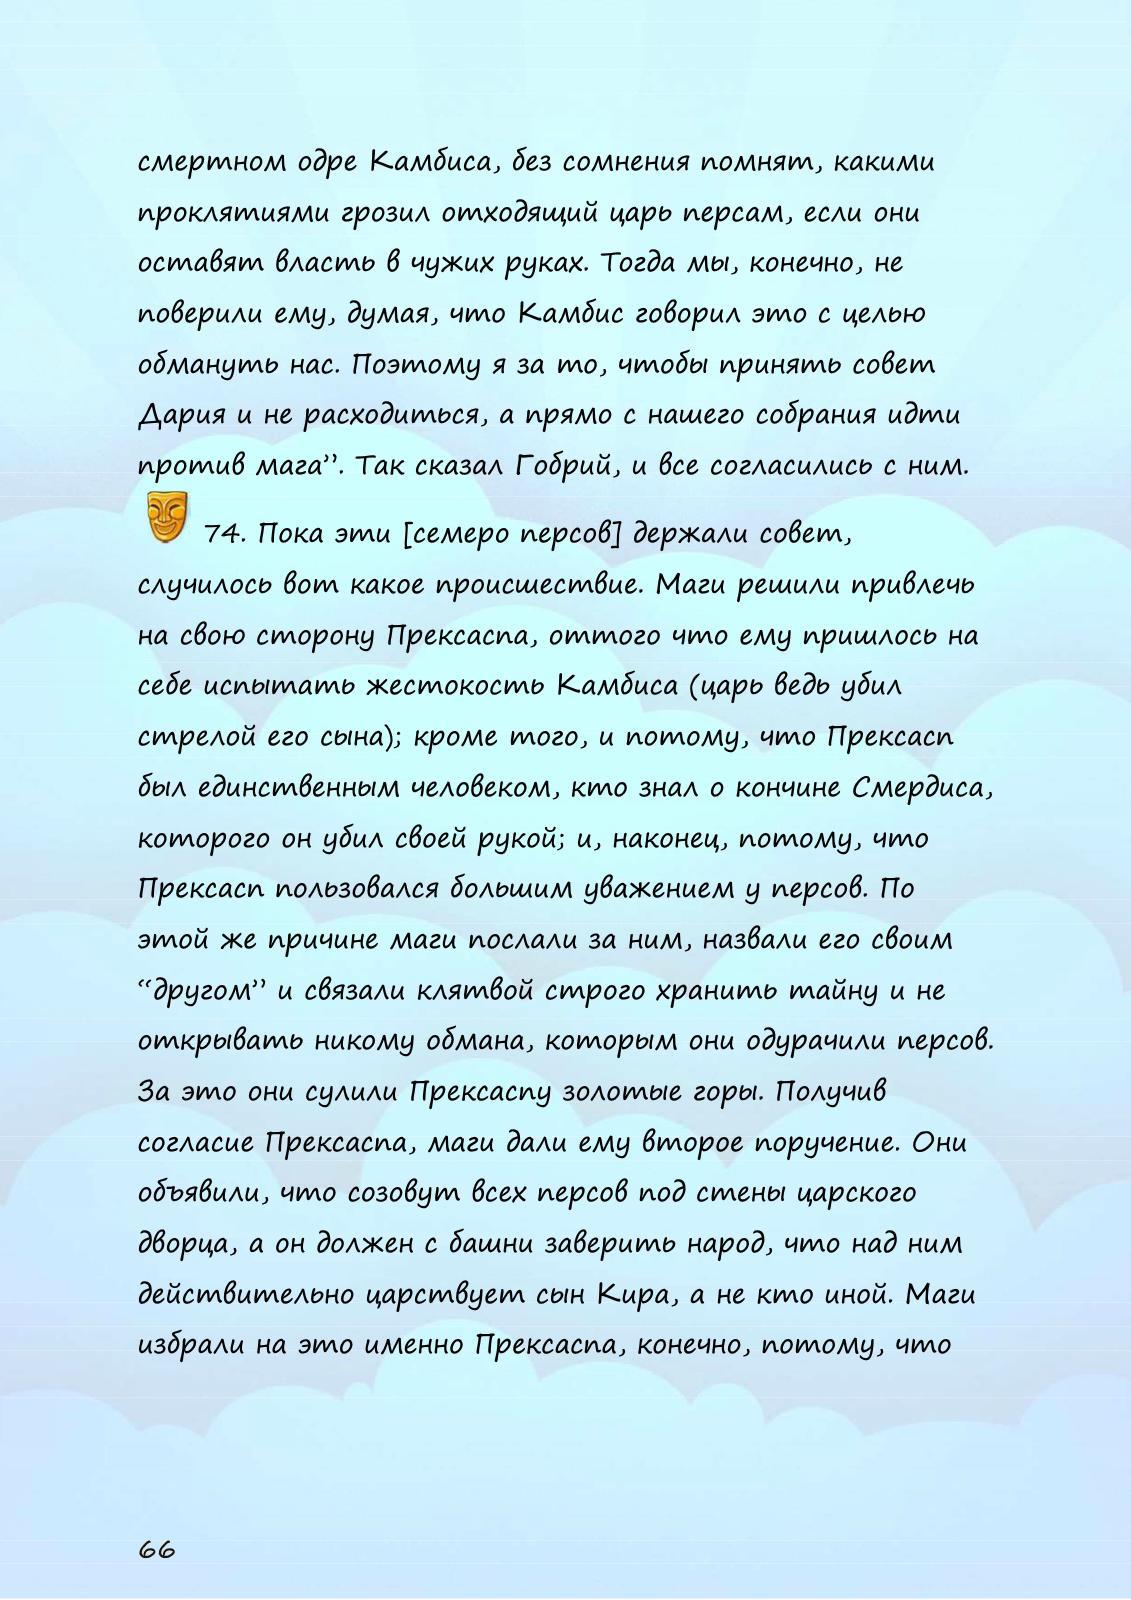 смертном одре Камбиса, без сомнения помнят, какими
проклятиями грозил отходящий царь персам, если они
оставят власть в чужих руках. Тогда мы, конечно, не
поверили ему, думая, что Камбис говорил это с целью
обмануть нас. Поэтому я за то, чтобы принять совет
Дария и не расходиться, а прямо с нашего собрания идти
против мага”. Так сказал Гобрий, и все согласились с ним.
74. Пока эти [семеро персов] держали совет,
случилось вот какое происшествие. Маги решили привлечь
на свою сторону Прексаспа, оттого что ему пришлось на
себе испытать жестокость Камбиса (царь ведь убил
стрелой его сына); кроме того, и потому, что Прексасп
был единственным человеком, кто знал о кончине Смердиса,
которого он убил своей рукой; и, наконец, потому, что
Прексасп пользовался большим уважением у персов. По
этой же причине маги послали за ним, назвали его своим
“другом” и связали клятвой строго хранить тайну и не
открывать никому обмана, которым они одурачили персов.
За это они сулили Прексаспу золотые горы. Получив
согласие Прексаспа, маги дали ему второе поручение. Они
объявили, что созовут всех персов под стены царского
дворца, а он должен с башни заверить народ, что над ним
действительно царствует сын Кира, а не кто иной. Маги
избрали на это именно Прексаспа, конечно, потому, что
66